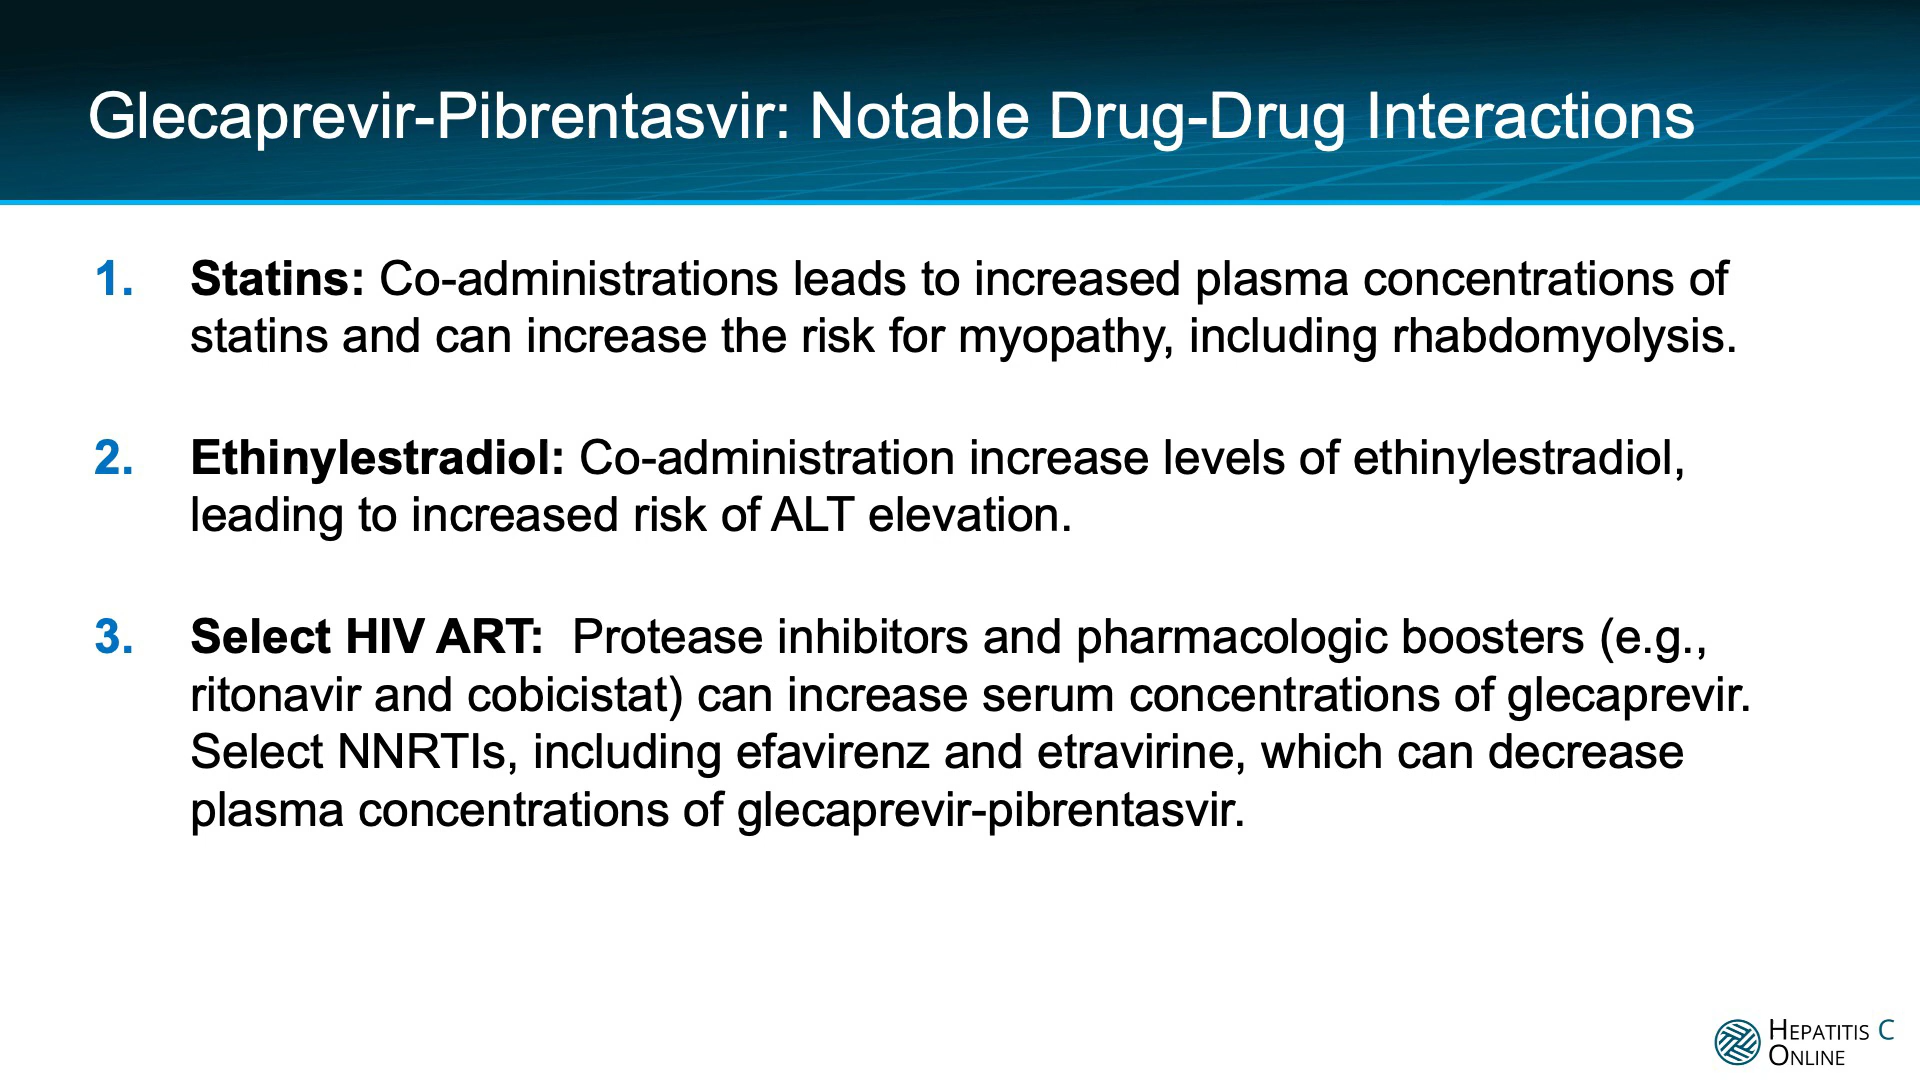 Glecaprevir-Pibrentasvir: Notable Drug-Drug Interactions
1. Statins: Co-administrations leads to increased plasma concentrations of
statins and can increase the risk for myopathy, including rhabdomyolysis.
2. Ethinylestradiol: Co-administration increase levels of ethinylestradiol,
leading to increased risk of ALT elevation.
3. Select HIV ART: Protease inhibitors and pharmacologic boosters (e.g.,
ritonavir and cobicistat) can increase serum concentrations of glecaprevir.
Select NNRTIs, including efavirenz and etravirine, which can decrease
plasma concentrations of glecaprevir-pibrentasvir.
HEPATITIS C
ONLINE